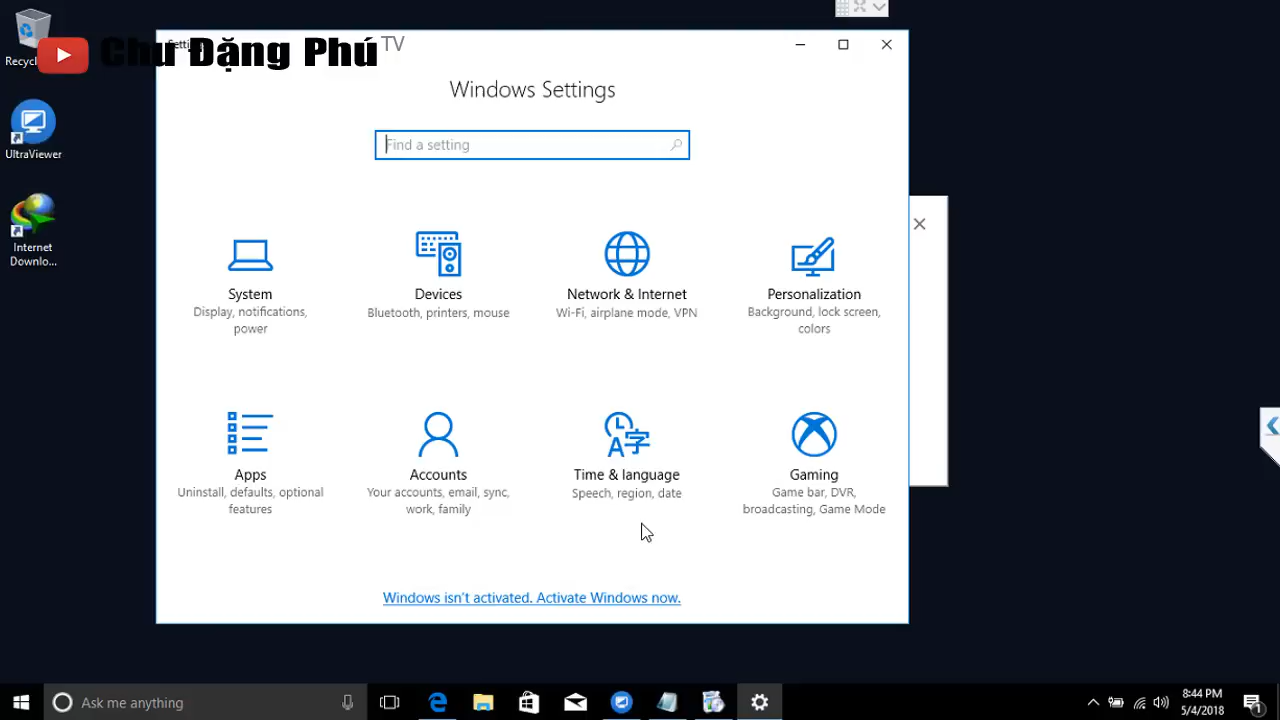 Recyc
Chu Đặng Phú TV
Windows Settings
Find a setting
UltraViewer
Internet
Downlo...
System
Display, notifications,
power
Devices
Bluetooth, printers, mouse
Network & Internet
Wi-Fi, airplane mode, VPN
Personalization
Background, lock screen,
colors
Apps
Uninstall, defaults, optional
features
Accounts
Your accounts, email, sync,
work, family
Time & language
Speech, region, date
Gaming
Game bar, DVR,
broadcasting, Game Mode
Windows isn't activated. Activate Windows now.
Ask me anything
8:44 PM
5/4/2018
1